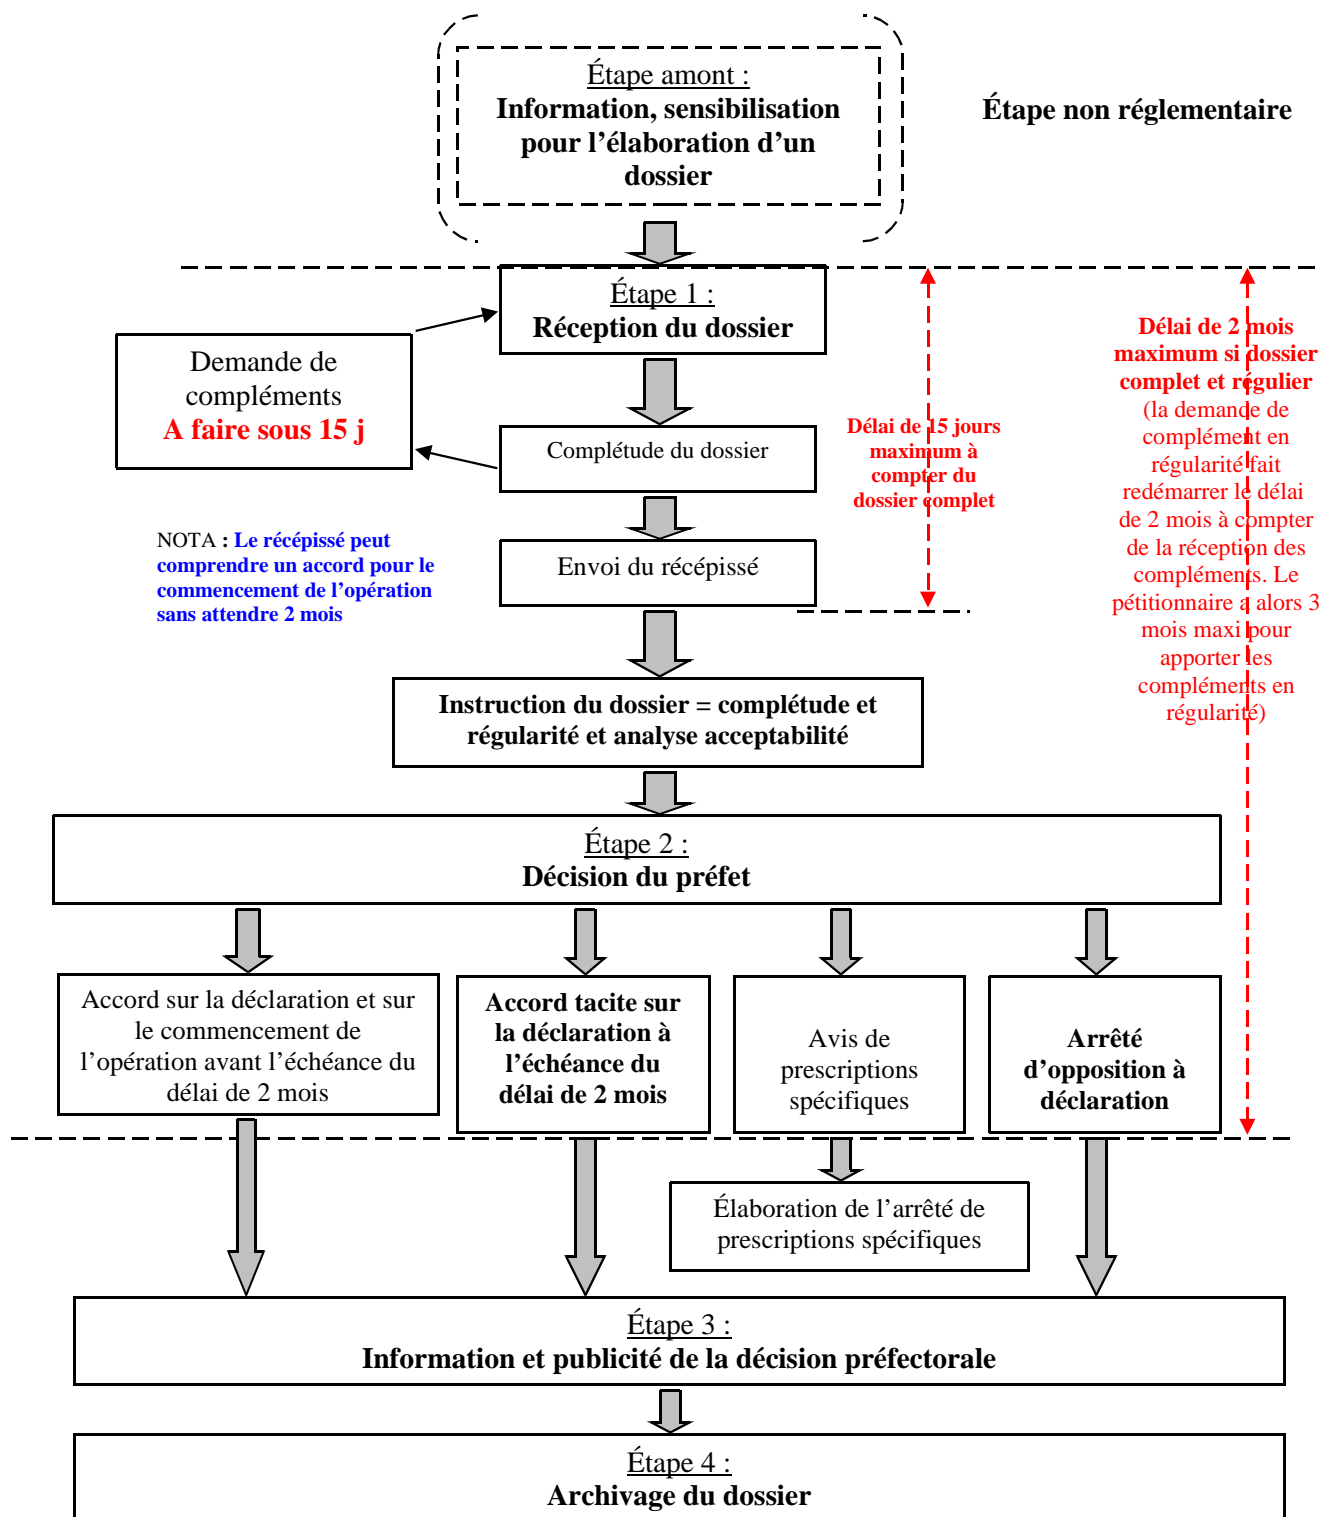 Étape amont :
Information, sensibilisation
pour l’élaboration d’un
dossier
Étape non réglementaire
Étape 1 :
Réception du dossier
Demande de
compléments
A faire sous 15 j
Complétude du dossier
Délai de 15 jours
maximum à
compter du
dossier complet
Délai de 2 mois
maximum si dossier
complet et régulier
(la demande de
complément en
régularité fait
redémarrer le délai
de 2 mois à compter
de la réception des
compléments. Le
pétitionnaire a alors 3
mois maxi pour
apporter les
compléments en
régularité)
NOTA : Le récépissé peut
comprendre un accord pour le
commencement de l’opération
sans attendre 2 mois
Envoi du récépissé
Instruction du dossier = complétude et
régularité et analyse acceptabilité
Étape 2 :
Décision du préfet
Accord sur la déclaration et sur
le commencement de
l’opération avant l’échéance du
délai de 2 mois
Accord tacite sur
la déclaration à
l’échéance du
délai de 2 mois
Avis de
prescriptions
spécifiques
Arrêté
d’opposition à
déclaration
Élaboration de l’arrêté de
prescriptions spécifiques
Étape 3 :
Information et publicité de la décision préfectorale
Étape 4 :
Archivage du dossier